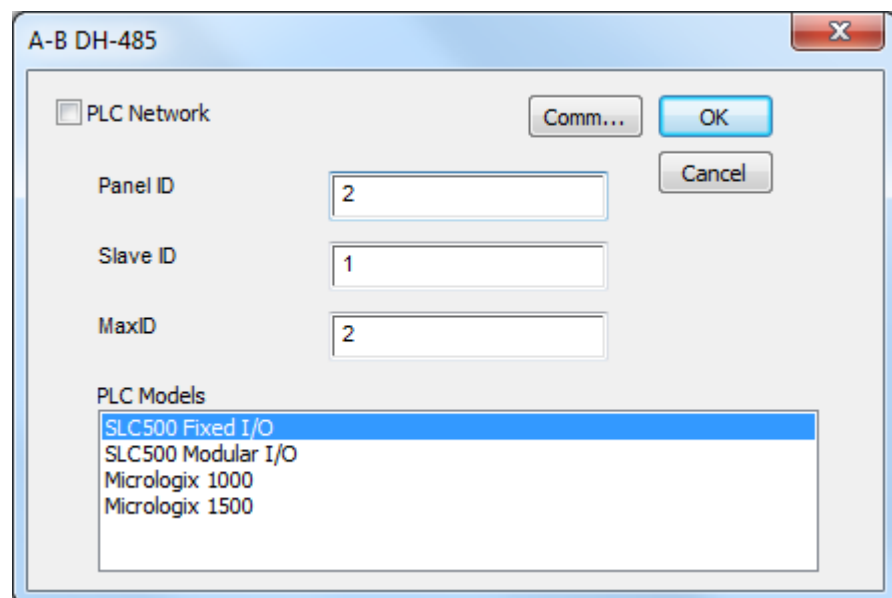 A-B DH-485
PLC Network
Comm...
OK
Cancel
Panel ID
2
Slave ID
1
MaxID
2
PLC Models
SLC500 Fixed I/O
SLC500 Modular I/O
Micrologix 1000
Micrologix 1500